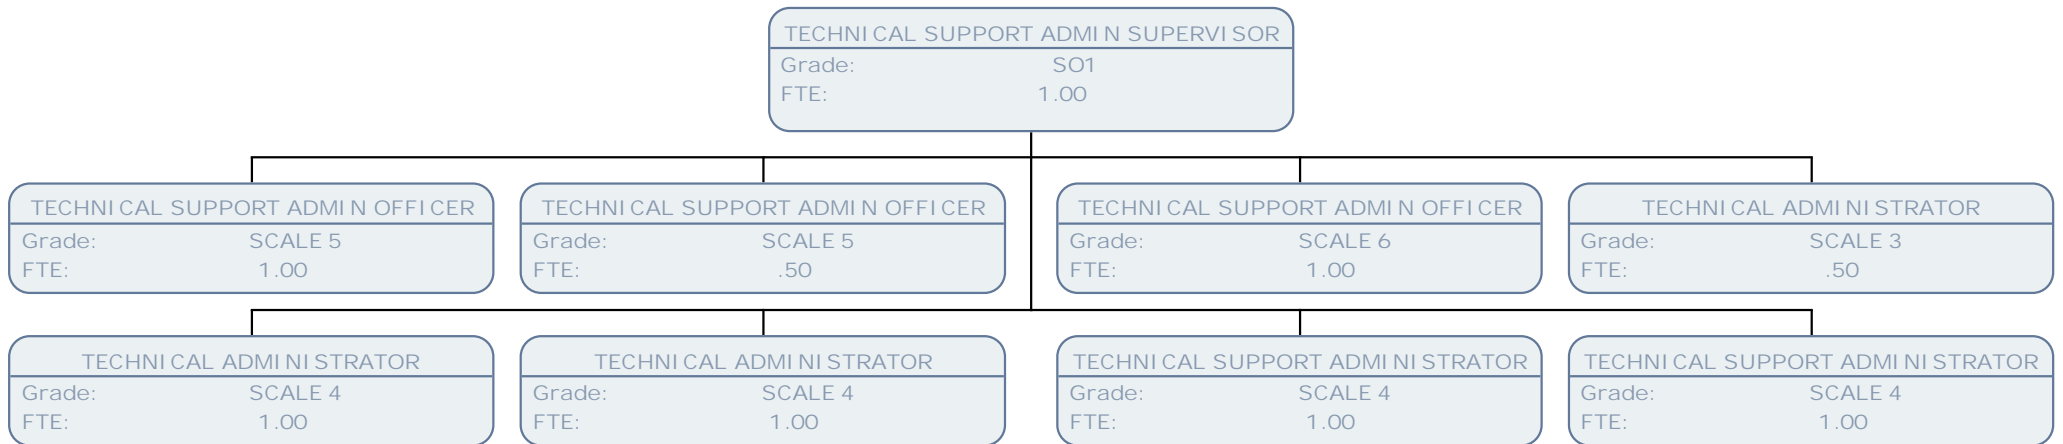 TECHNICAL SUPPORT ADMIN SUPERVISOR
Grade: SO1
FTE: 1.00
TECHNICAL SUPPORT ADMIN OFFICER
Grade: SCALE 5
FTE: 1.00
TECHNICAL SUPPORT ADMIN OFFICER
Grade: SCALE 5
FTE: .50
TECHNICAL SUPPORT ADMIN OFFICER
Grade: SCALE 6
FTE: 1.00
TECHNICAL ADMINISTRATOR
Grade: SCALE 3
FTE: .50
TECHNICAL ADMINISTRATOR
Grade: SCALE 4
FTE: 1.00
TECHNICAL ADMINISTRATOR
Grade: SCALE 4
FTE: 1.00
TECHNICAL SUPPORT ADMINISTRATOR
Grade: SCALE 4
FTE: 1.00
TECHNICAL SUPPORT ADMINISTRATOR
Grade: SCALE 4
FTE: 1.00